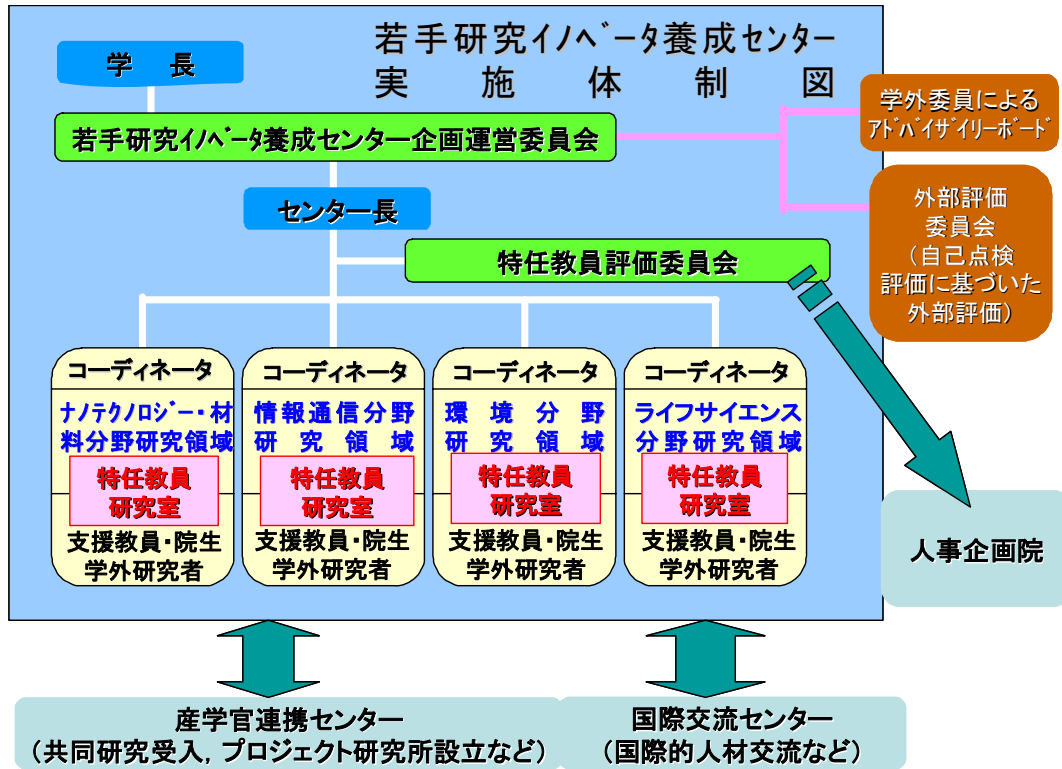 若手研究ｲﾉﾍﾞｰﾀ養成センター
実施体制図
学長
若手研究ｲﾉﾍﾞｰﾀ養成センター企画運営委員会
学外委員による
ｱﾄﾞﾊﾞｲｻﾞｲﾘｰﾎﾞｰﾄﾞ
センター長
外部評価
委員会
（自己点検
評価に基づいた
外部評価）
特任教員評価委員会
コーディネータ
ナノテクノロジー・材
料分野研究領域
特任教員
研究室
支援教員・院生
学外研究者
コーディネータ
情報通信分野
研究領域
特任教員
研究室
支援教員・院生
学外研究者
コーディネータ
環境分野
研究領域
特任教員
研究室
支援教員・院生
学外研究者
コーディネータ
ライフサイエンス
分野研究領域
特任教員
研究室
支援教員・院生
学外研究者
人事企画院
産学官連携センター
（共同研究受入，プロジェクト研究所設立など）
国際交流センター
（国際的人材交流など）